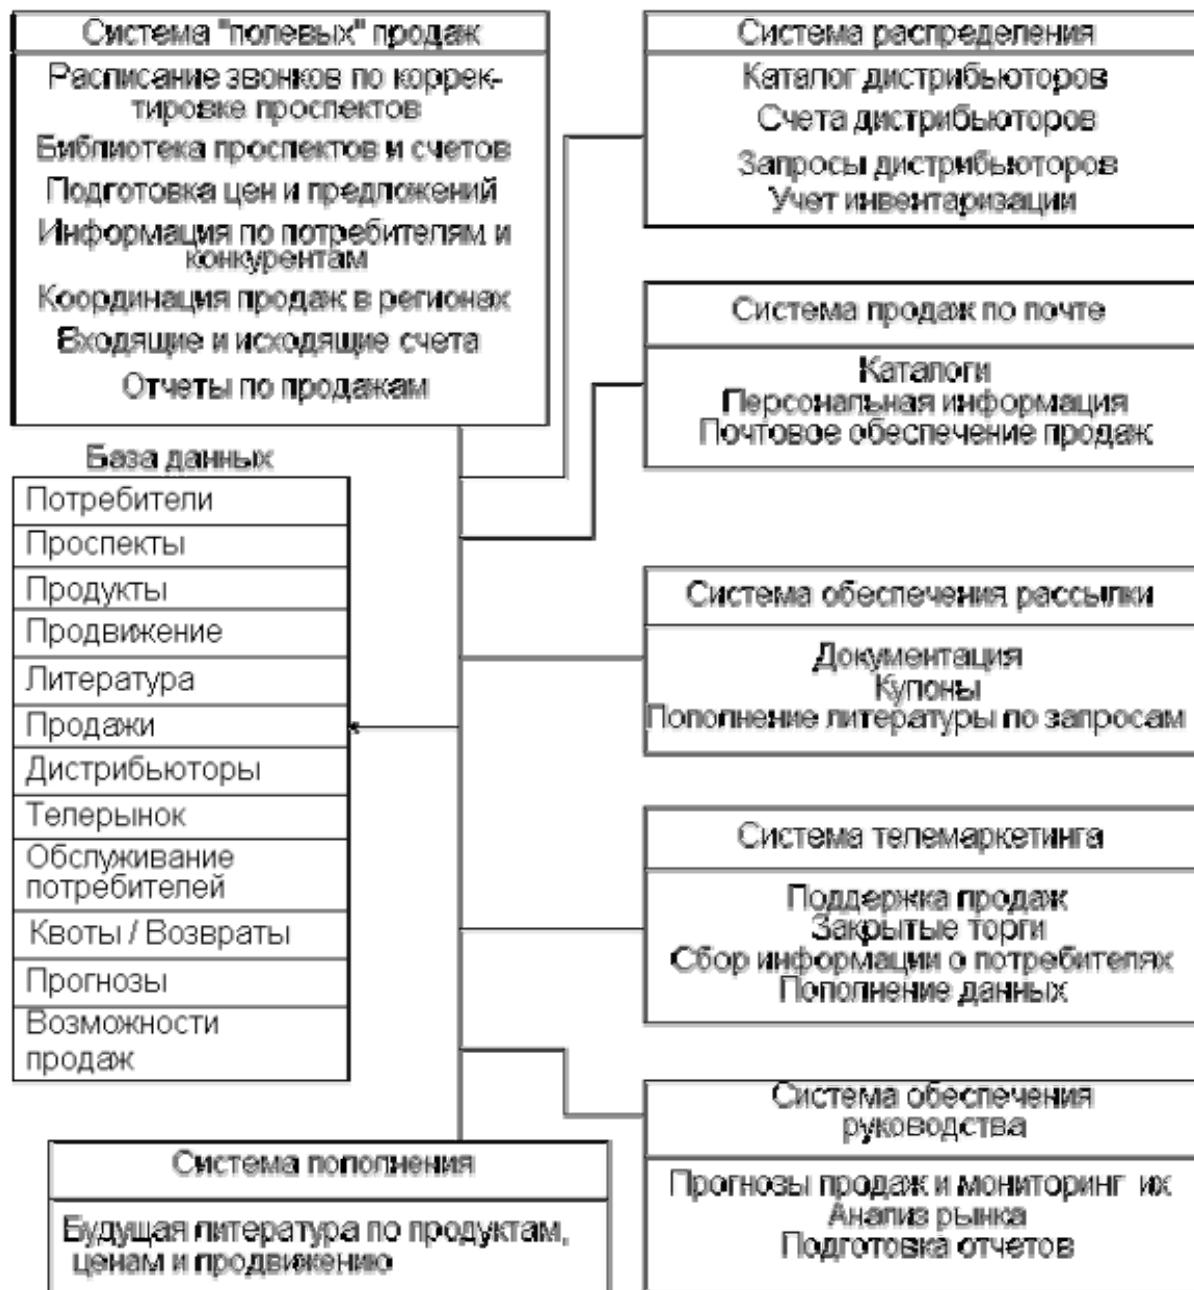 Система "полевых" продаж
Расписание звонков по коррек-
тировке проспектов
Библиотека проспектов и счетов
Подготовка цен и предложений
Информация по потребителям и
конкурентам
Координация продаж в регионах
Входящие и исходящие счета
Отчеты по продажам
База данных
Потребители
Проспекты
Продукты
Продвижение
Литература
Продажи
Дистрибьюторы
Телерынок
Обслуживание
потребителей
Квоты / Возвраты
Прогнозы
Возможности
продаж
Система пополнения
Будущая литература по продуктам,
ценам и продвижению
Система распределения
Каталог дистрибьюторов
Счета дистрибьюторов
Запросы дистрибьюторов
Учет инвентаризации
Система продаж по почте
Каталоги
Персональная информация
Почтовое обеспечение продаж
Система обеспечения рассылки
Документация
Купоны
Пополнение литературы по запросам
Система телемаркетинга
Поддержка продаж
Закрытые торги
Сбор информации о потребителях
Пополнение данных
Система обеспечения
руководства
Прогнозы продаж и мониторинг их
Анализ рынка
Подготовка отчетов